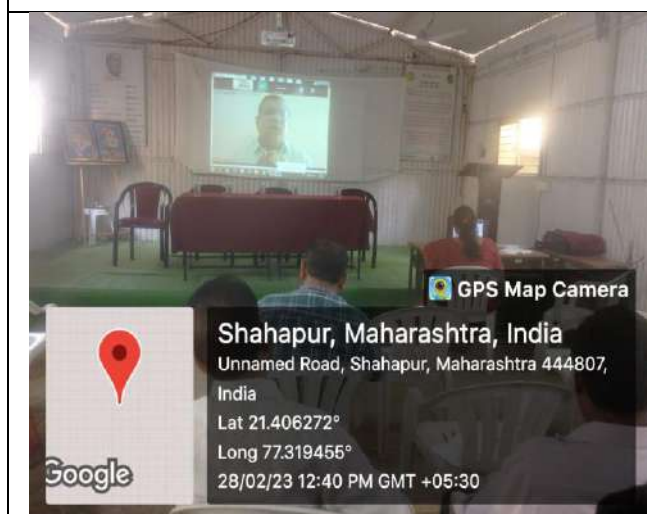 GPS Map Camera
Shahapur, Maharashtra, India
Unnamed Road, Shahapur, Maharashtra 444807,
India
Lat 21.406272°
Long 77.319455°
28/02/23 12:40 PM GMT +05:30
Google